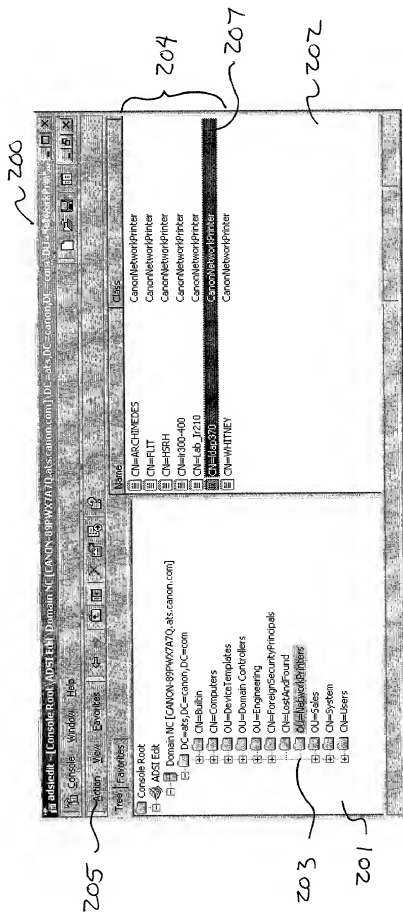 200
adsiedit - [Console Root\ADSI Edit\Domain NC [CANON-89PWX7A7Q.ats.canon.com]\DC=ats,DC=canon,DC=com\OU=NetworkPrin...
Console Window Help
Action View Favorites
Tree Favorites
Console Root
ADSI Edit
Domain NC [CANON-89PWX7A7Q.ats.canon.com]
DC=ats,DC=canon,DC=com
CN=Builtin
CN=Computers
OU=DeviceTemplates
OU=Domain Controllers
OU=Engineering
CN=ForeignSecurityPrincipals
CN=LostAndFound
OU=NetworkPrinters
OU=Sales
CN=System
CN=Users
Name Class
CN=ARCHIMEDES CanonNetworkPrinter
CN=FLIT CanonNetworkPrinter
CN=HSRH CanonNetworkPrinter
CN=ir300-400 CanonNetworkPrinter
CN=Lab_Ir210 CanonNetworkPrinter
CN=ldap370 CanonNetworkPrinter
CN=WHITNEY CanonNetworkPrinter
204
207
202
205
203
201